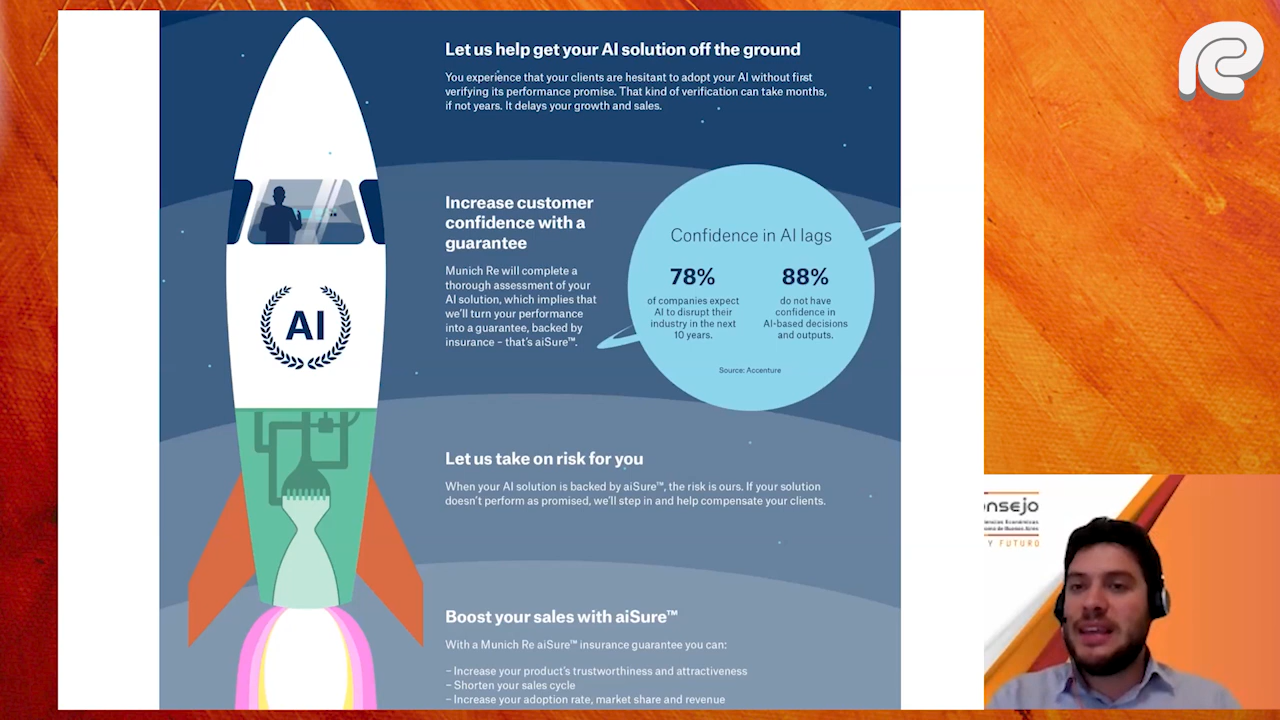 Let us help get your AI solution off the ground
You experience that your clients are hesitant to adopt your AI without first
verifying its performance promise. That kind of verification can take months,
if not years. It delays your growth and sales.
Increase customer
confidence with a
guarantee
Munich Re will complete a
thorough assessment of your
AI solution, which implies that
we'll turn your performance
into a guarantee, backed by
insurance – that's aiSure™.
Confidence in AI lags
78%
of companies expect
AI to disrupt their
industry in the next
10 years.
88%
do not have
confidence in
AI-based decisions
and outputs.
Source: Accenture
AI
Let us take on risk for you
When your AI solution is backed by aiSure™, the risk is ours. If your solution
doesn't perform as promised, we'll step in and help compensate your clients.
Boost your sales with aiSure™
With a Munich Re aiSure™ insurance guarantee you can:
– Increase your product's trustworthiness and attractiveness
– Shorten your sales cycle
– Increase your adoption rate, market share and revenue
onsejo
iencias Económicas
de Buenos Aires
Y FUTURO